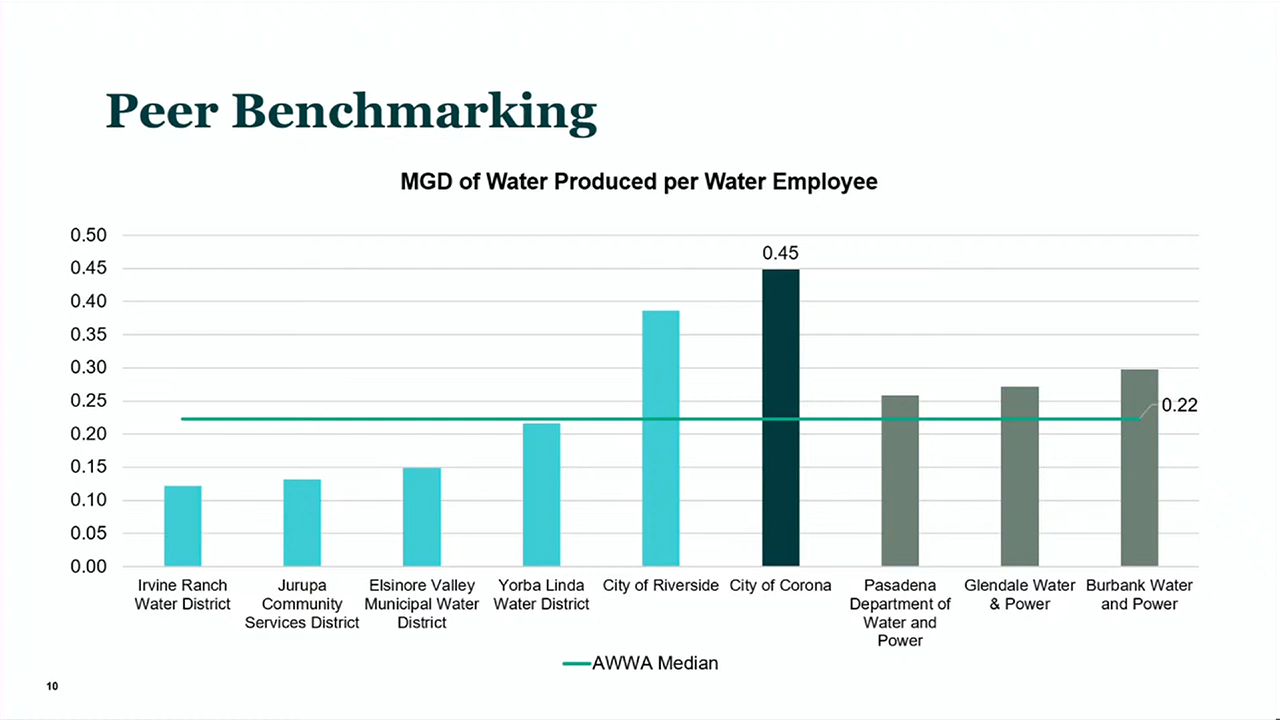 Peer Benchmarking
MGD of Water Produced per Water Employee
0.50
0.45
0.40
0.35
0.30
0.25
0.20
0.15
0.10
0.05
0.00
0.45
0.22
Irvine Ranch
Water District
Jurupa
Community
Services District
Elsinore Valley
Municipal Water
District
Yorba Linda
Water District
City of Riverside
City of Corona
Pasadena
Department of
Water and
Power
Glendale Water
& Power
Burbank Water
and Power
AWWA Median
10